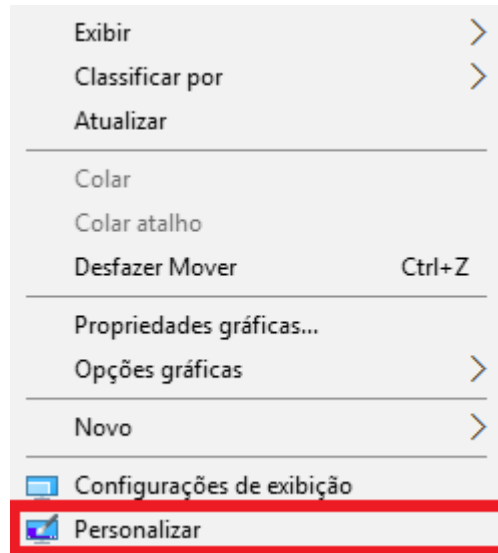 Exibir
Classificar por
Atualizar
Colar
Colar atalho
Desfazer Mover Ctrl+Z
Propriedades gráficas...
Opções gráficas
Novo
Configurações de exibição
Personalizar